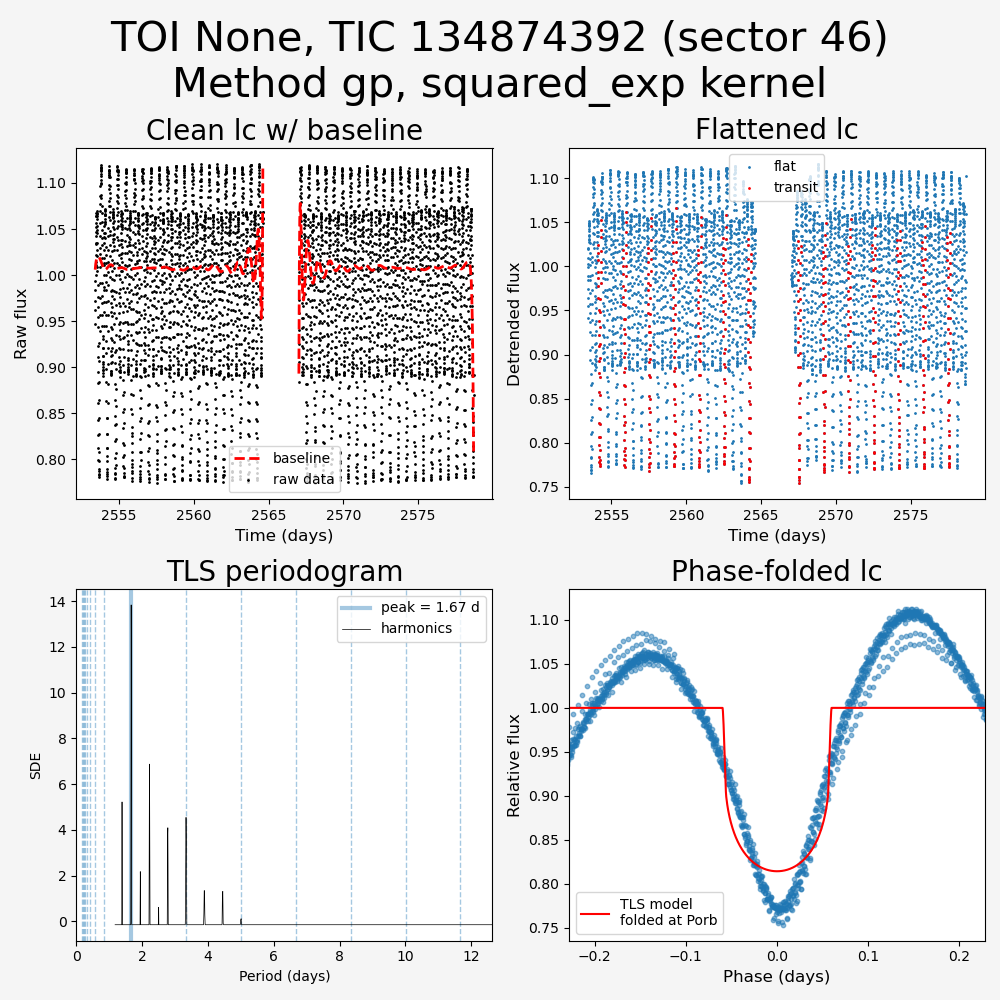 TOI None, TIC 134874392 (sector 46)
Method gp, squared_exp kernel
Clean lc w/ baseline
Raw flux
1.10
1.05
1.00
0.95
0.90
0.85
0.80
baseline
raw data
2555
2560
2565
2570
2575
Time (days)
Flattened lc
Detrended flux
1.10
1.05
1.00
0.95
0.90
0.85
0.80
0.75
flat
transit
2555
2560
2565
2570
2575
Time (days)
TLS periodogram
SDE
14
12
10
8
6
4
2
0
peak = 1.67 d
harmonics
0
2
4
6
8
10
12
Period (days)
Phase-folded lc
Relative flux
1.10
1.05
1.00
0.95
0.90
0.85
0.80
0.75
TLS model
folded at Porb
−0.2
−0.1
0.0
0.1
0.2
Phase (days)